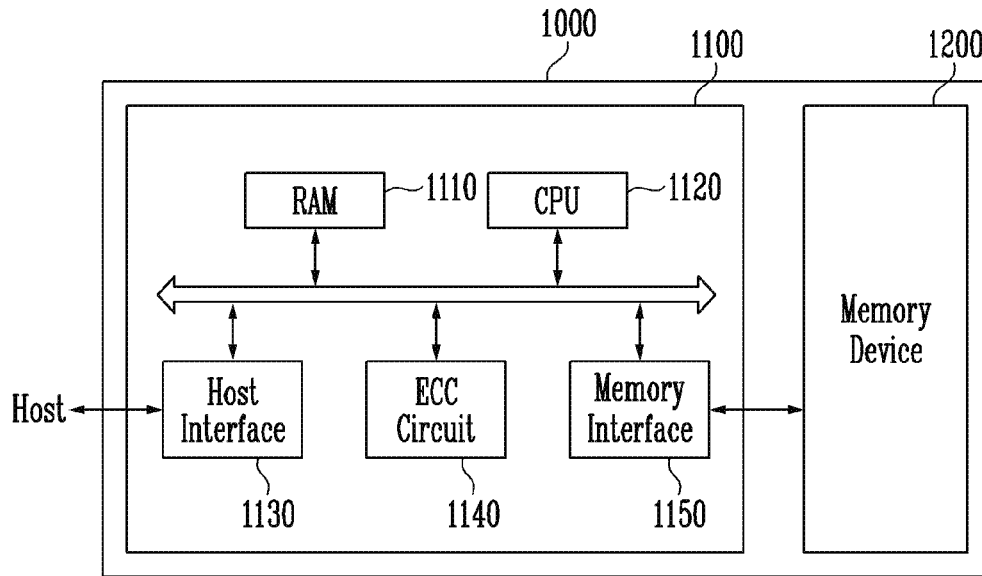 1000
1100
1200
RAM
1110
CPU
1120
Memory
Device
Host
Host
Interface
ECC
Circuit
Memory
Interface
1130
1140
1150